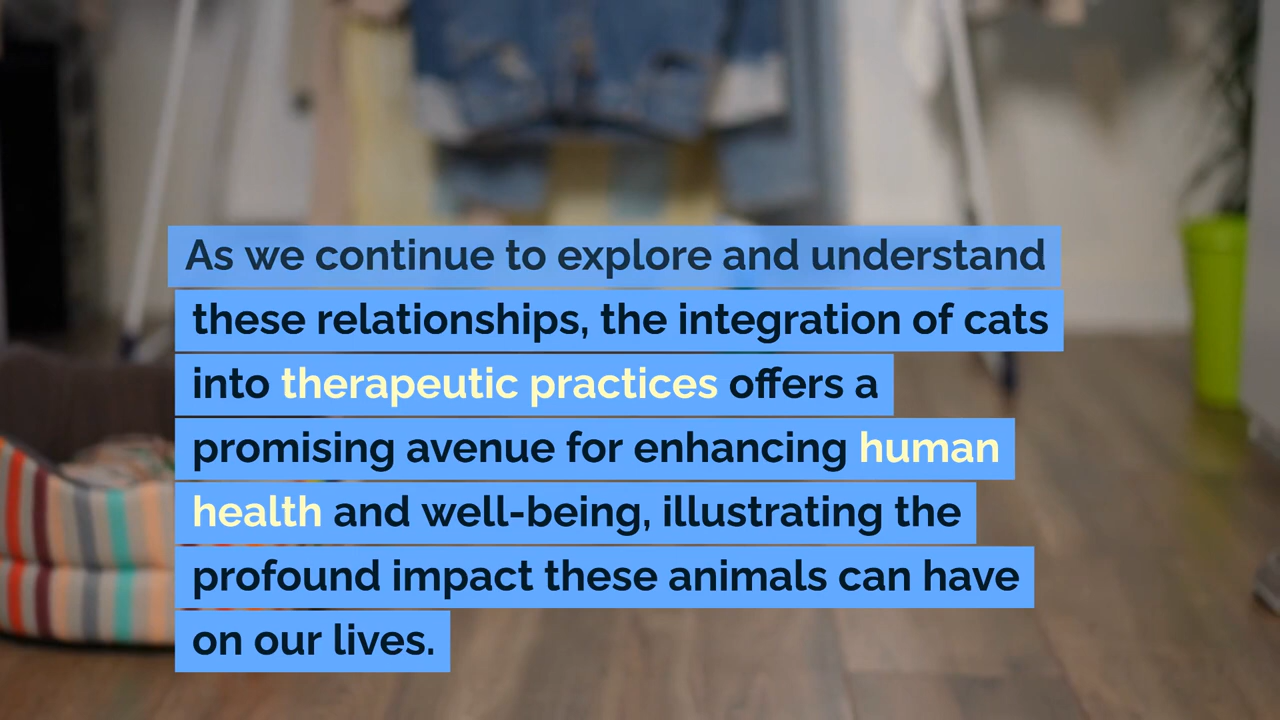 As we continue to explore and understand
these relationships, the integration of cats
into therapeutic practices offers a
promising avenue for enhancing human
health and well-being, illustrating the
profound impact these animals can have
on our lives.